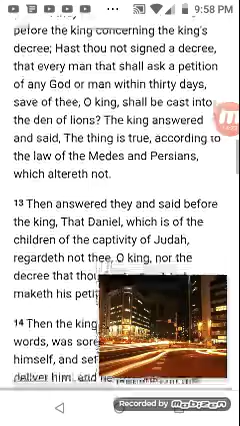 9:58 PM
before the king concerning the king's
decree; Hast thou not signed a decree,
that every man that shall ask a petition
of any God or man within thirty days,
save of thee, O king, shall be cast into
the den of lions? The king answered
and said, The thing is true, according to
the law of the Medes and Persians,
which altereth not.
13 Then answered they and said before
the king, That Daniel, which is of the
children of the captivity of Judah,
regardeth not thee, O king, nor the
decree that thou
maketh his petit
14 Then the king
words, was sore
himself, and set
deliver him, and he
Recorded by mobizen